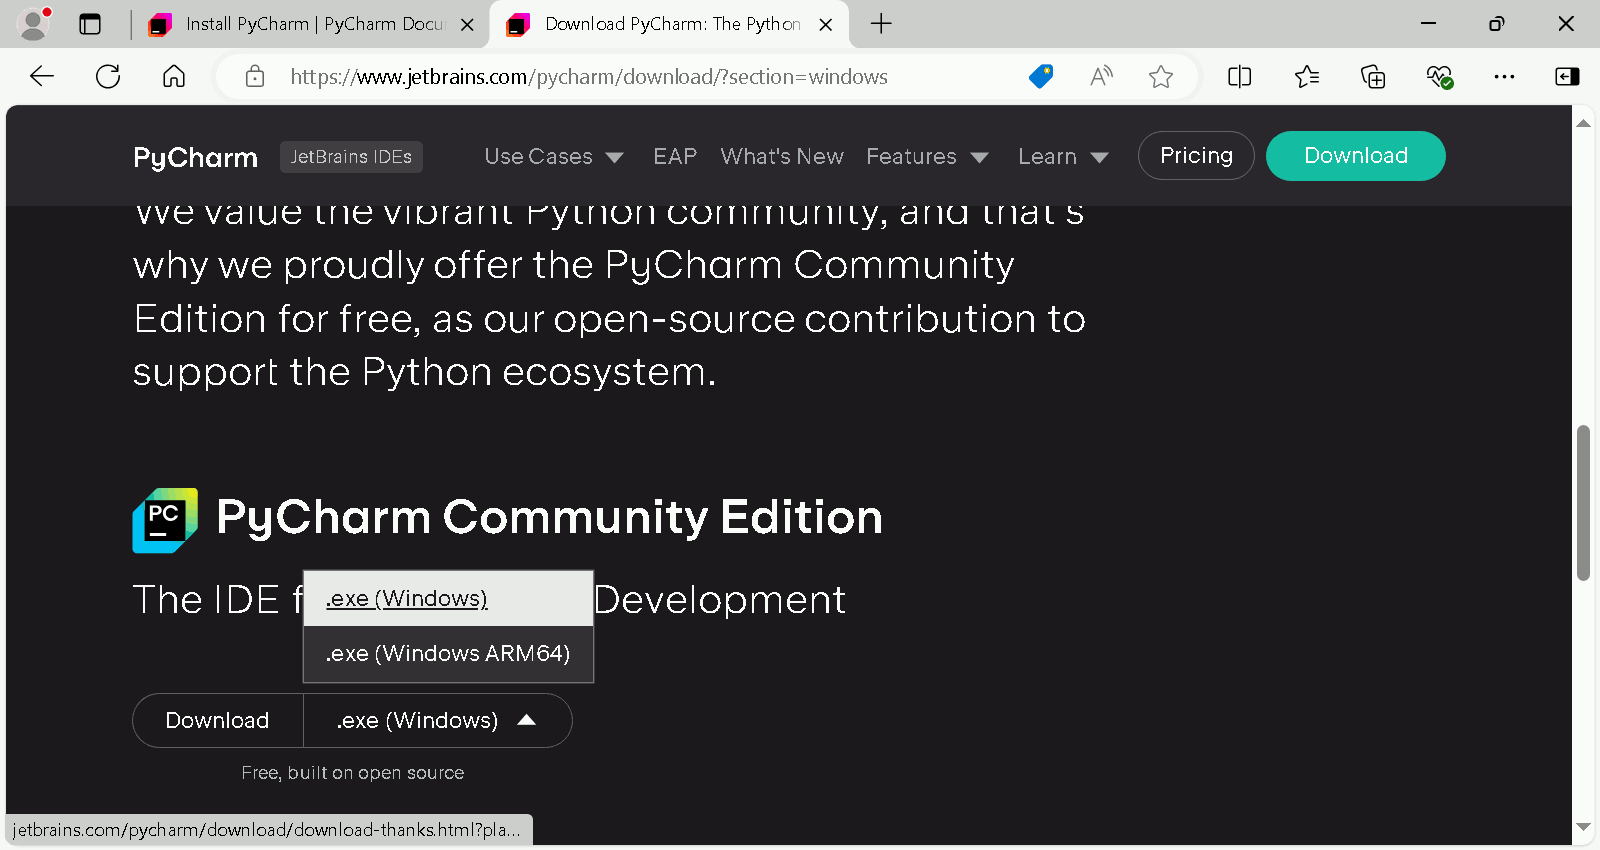 Install PyCharm | PyCharm Docu
Download PyCharm: The Python
https://www.jetbrains.com/pycharm/download/?section=windows
PyCharm JetBrains IDEs Use Cases EAP What's New Features Learn Pricing Download
We value the vibrant Python community, and that's
why we proudly offer the PyCharm Community
Edition for free, as our open-source contribution to
support the Python ecosystem.
PC PyCharm Community Edition
The IDE f Development
.exe (Windows)
.exe (Windows ARM64)
Download .exe (Windows)
Free, built on open source
jetbrains.com/pycharm/download/download-thanks.html?pla...